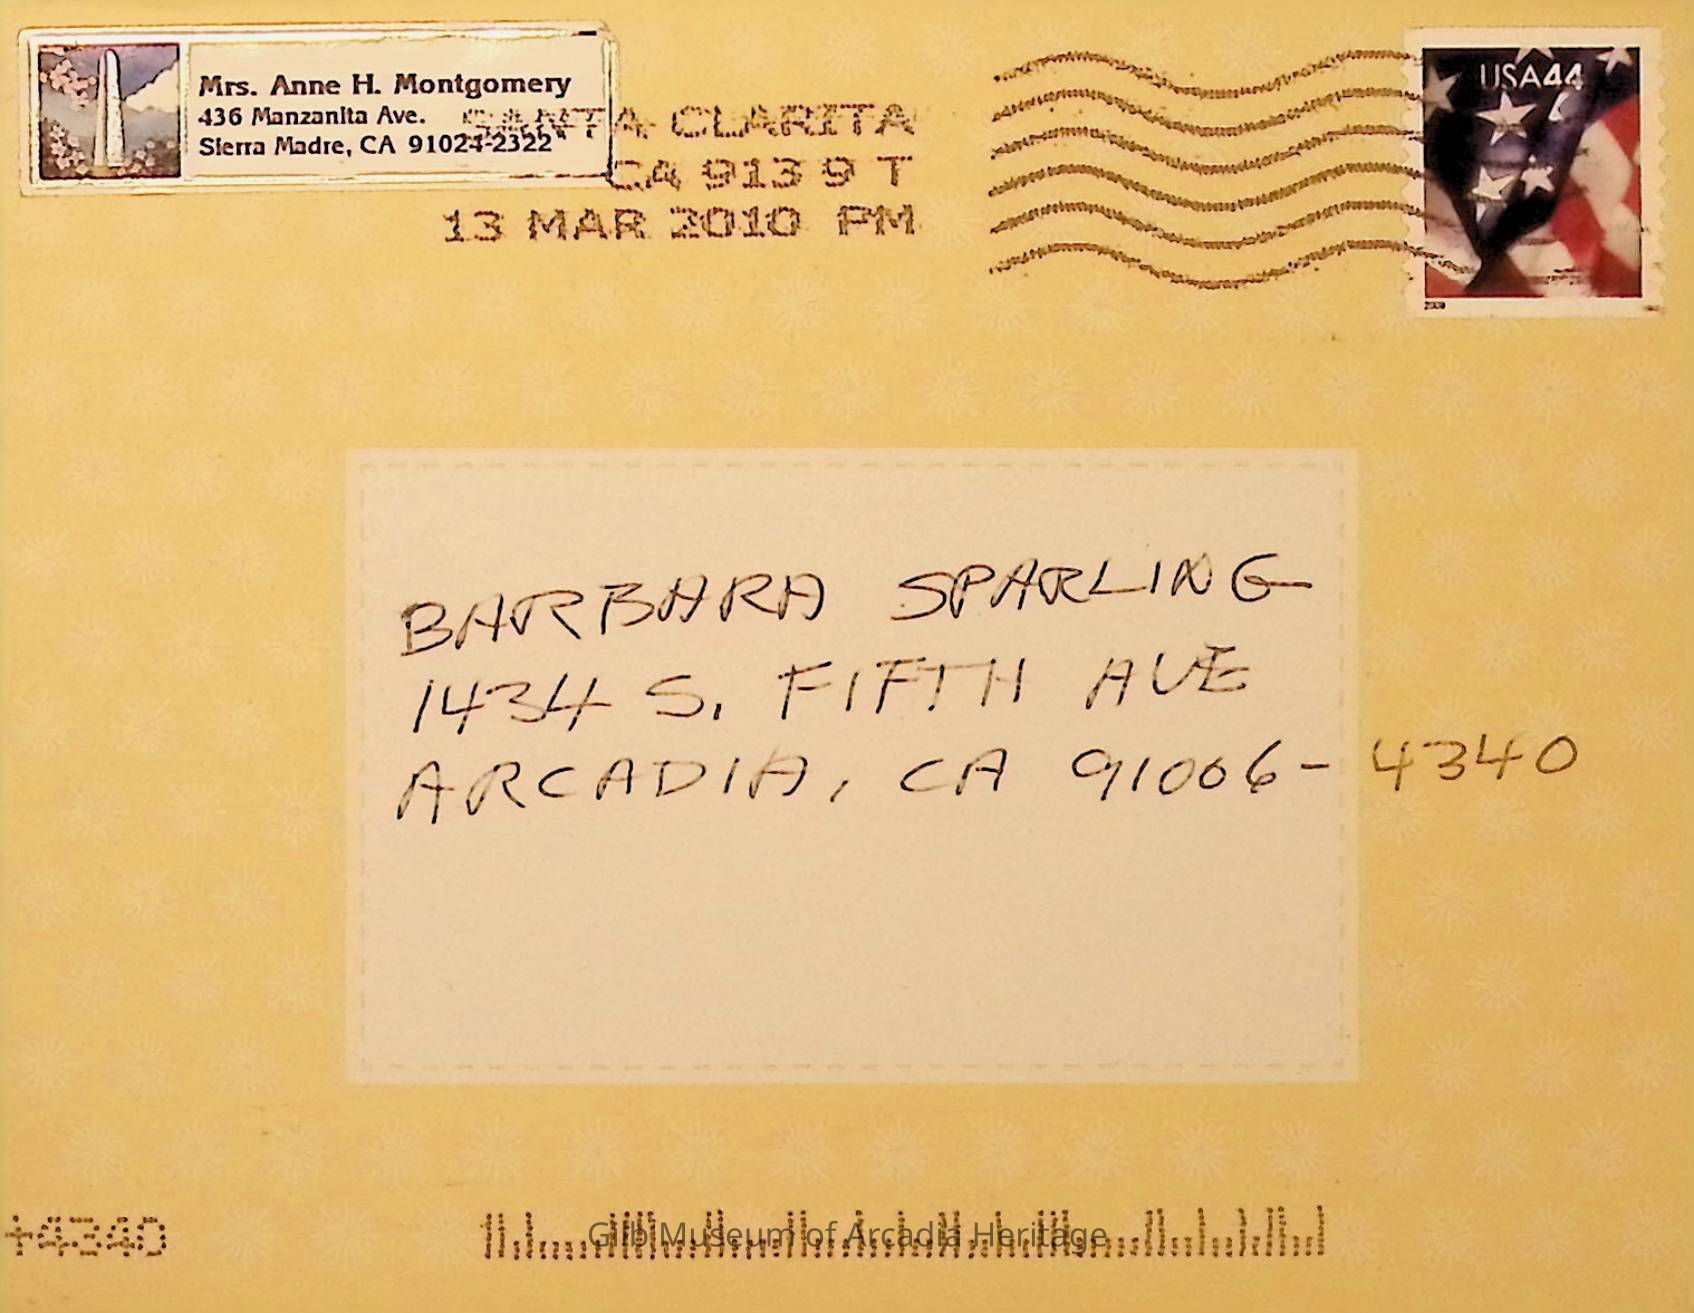 Mrs. Anne H. Montgomery
436 Manzanita Ave.
Sierra Madre, CA 91024-2322
SANTA CLARITA
CA 913 9 T
13 MAR 2010 PM
USA44
BARBARA SPARLING
1434 S. FIFTH AVE
ARCADIA, CA 91006-4340
+4340
Gilb Museum of Arcadia Heritage